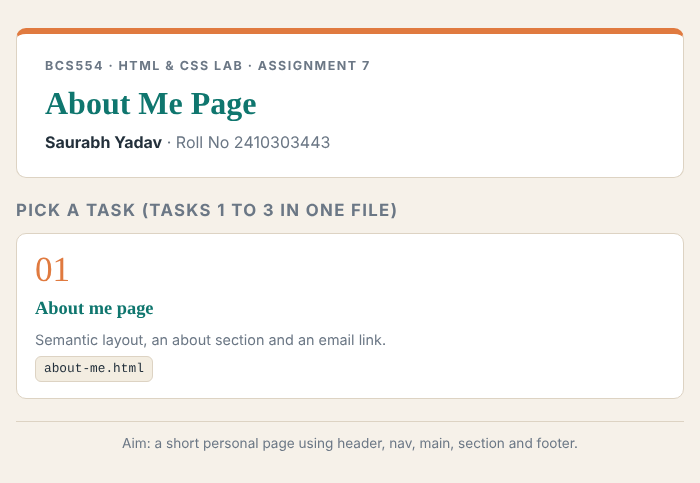 BCS554 · HTML & CSS LAB · ASSIGNMENT 7
About Me Page
Saurabh Yadav · Roll No 2410303443
PICK A TASK (TASKS 1 TO 3 IN ONE FILE)
01
About me page
Semantic layout, an about section and an email link.
about-me.html
Aim: a short personal page using header, nav, main, section and footer.